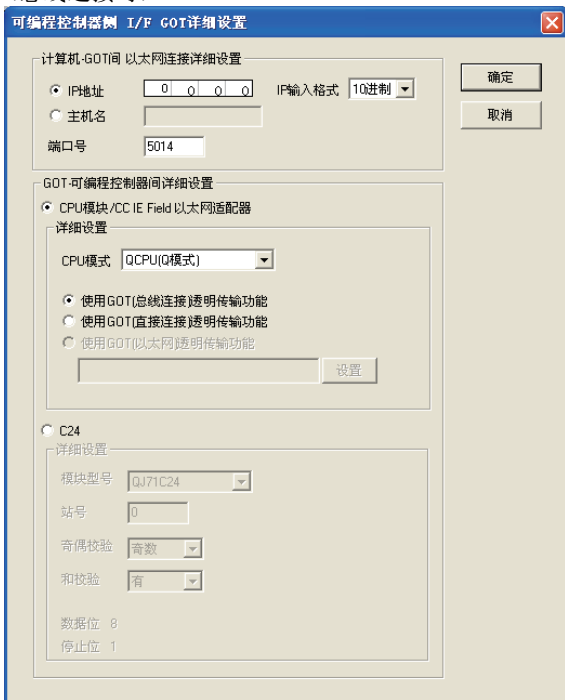 可编程控制器侧 I/F GOT详细设置
计算机-GOT间 以太网连接详细设置
IP地址 0 0 0 0 IP输入格式 10进制
主机名
端口号 5014
确定
取消
GOT-可编程控制器间详细设置
CPU模块/CC IE Field以太网适配器
详细设置
CPU模式 QCPU(Q模式)
使用GOT(总线连接)透明传输功能
使用GOT(直接连接)透明传输功能
使用GOT(以太网)透明传输功能
设置
C24
详细设置
模块型号 QJ71C24
站号 0
奇偶校验 奇数
和校验 有
数据位 8
停止位 1